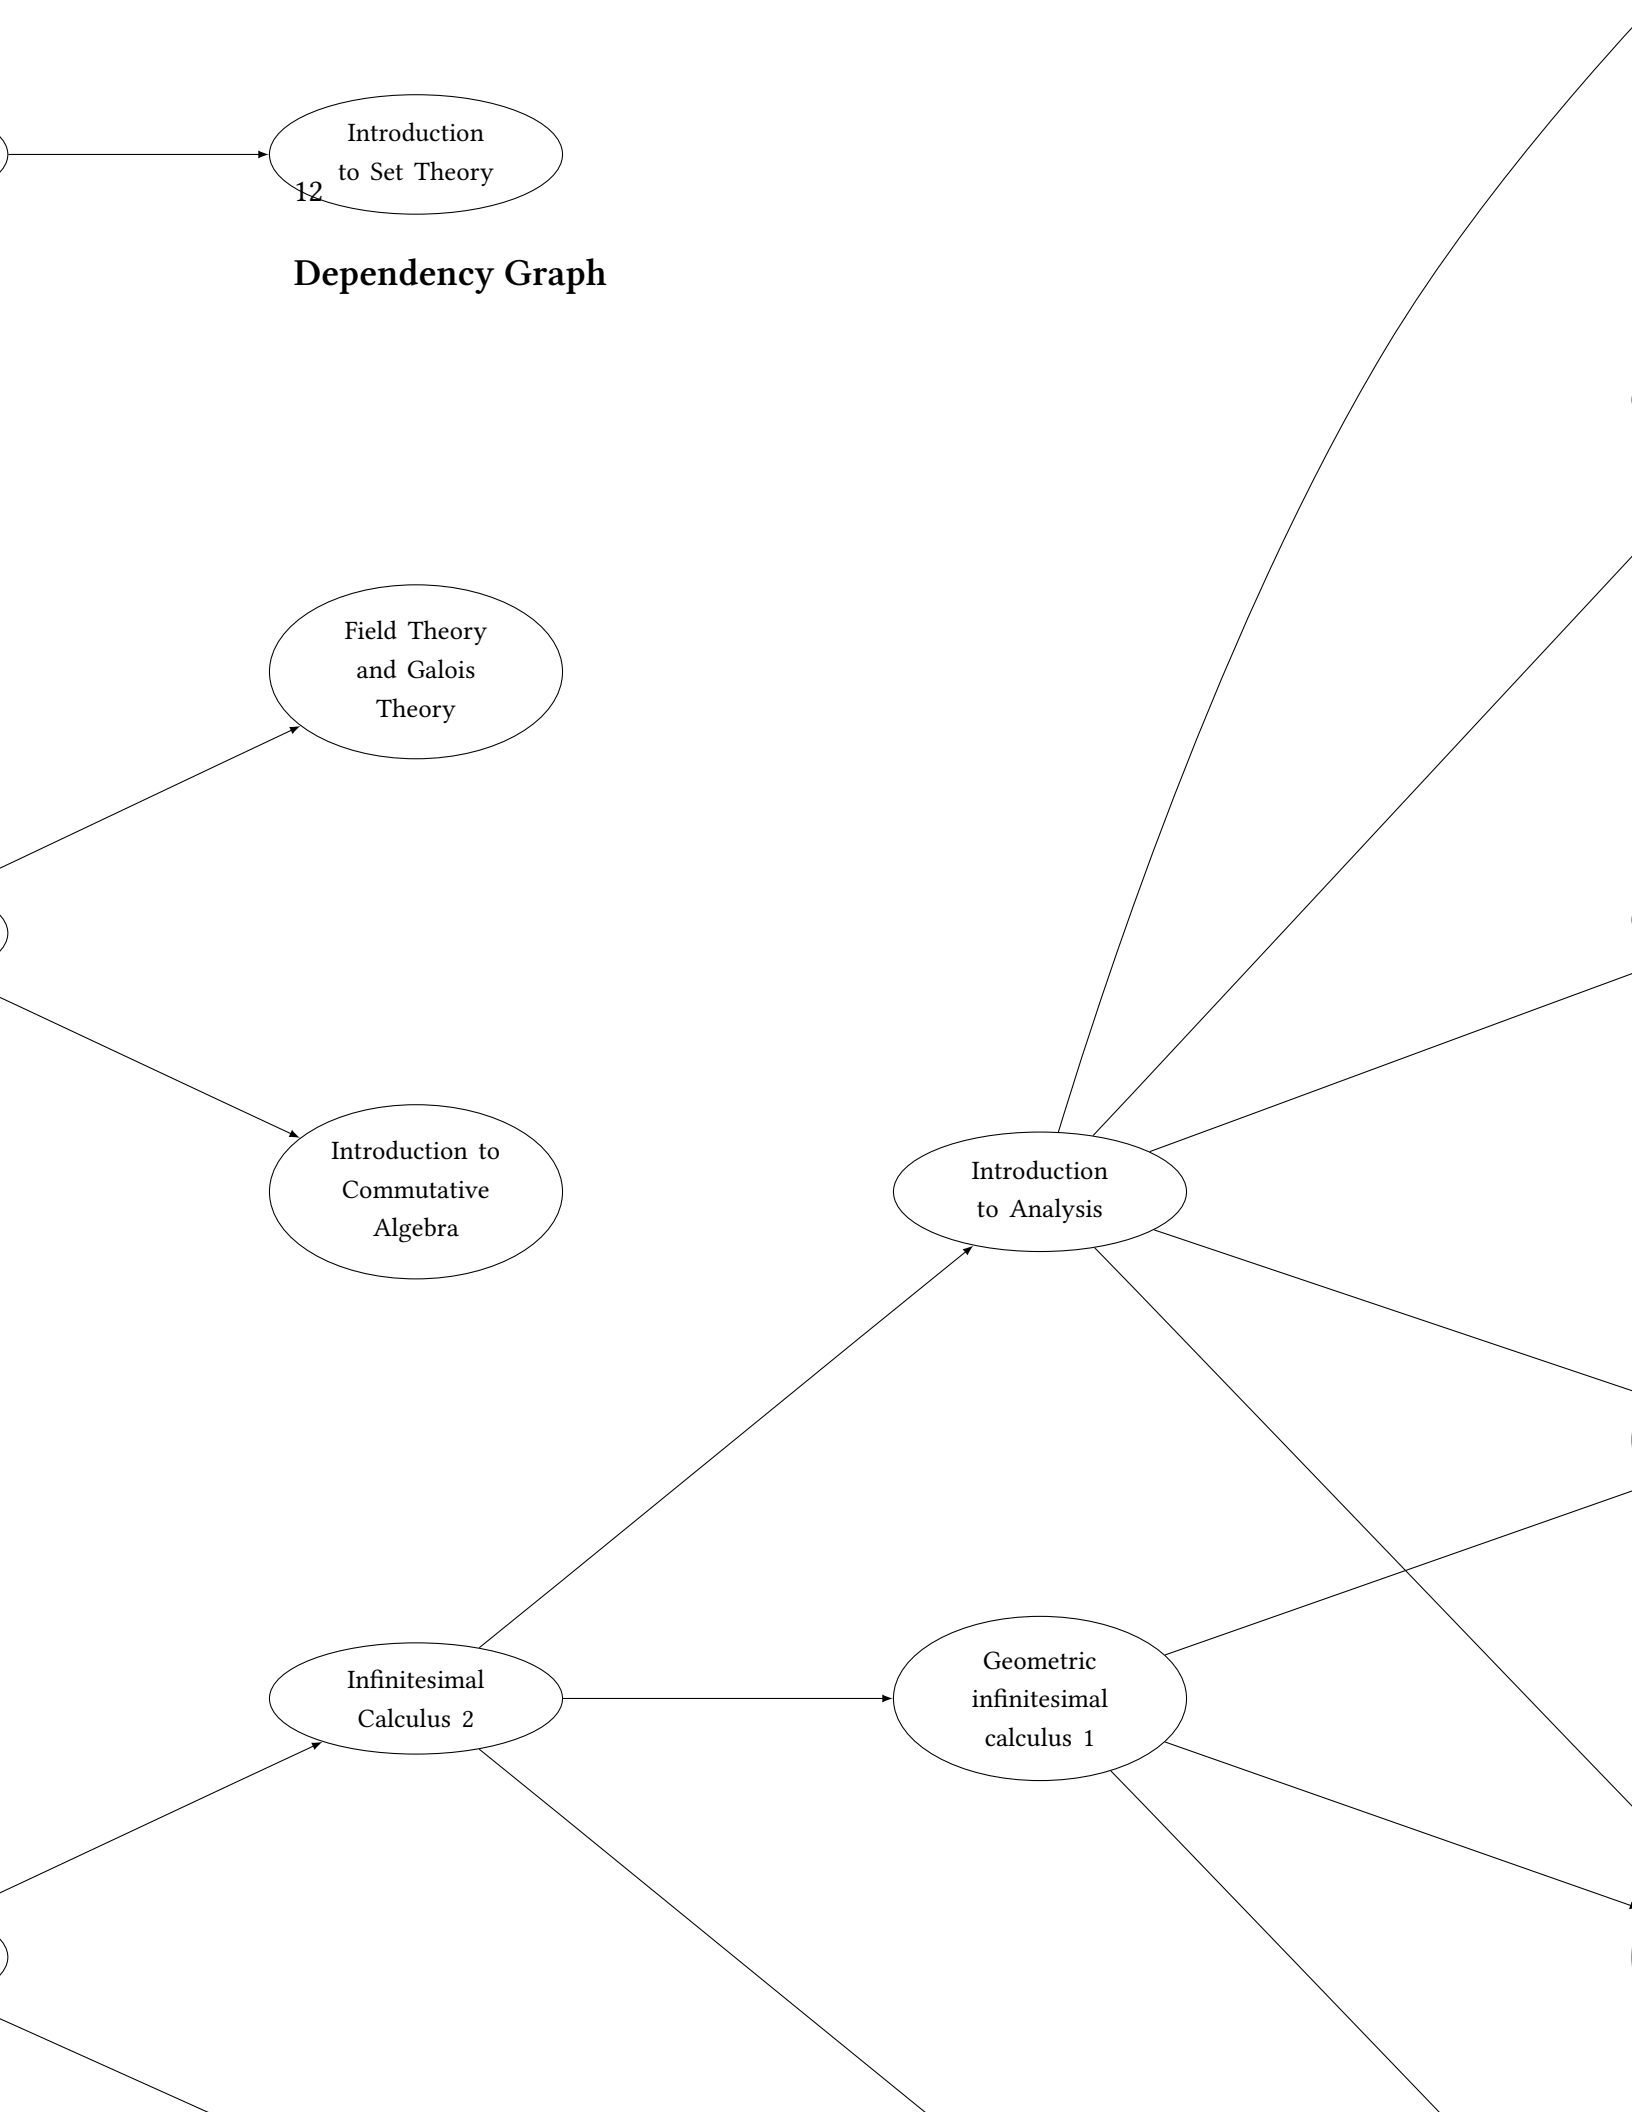 Introduction
to Set Theory
12
Dependency Graph
Field Theory
and Galois
Theory
Introduction to
Commutative
Algebra
Introduction
to Analysis
Infinitesimal
Calculus 2
Geometric
infinitesimal
calculus 1